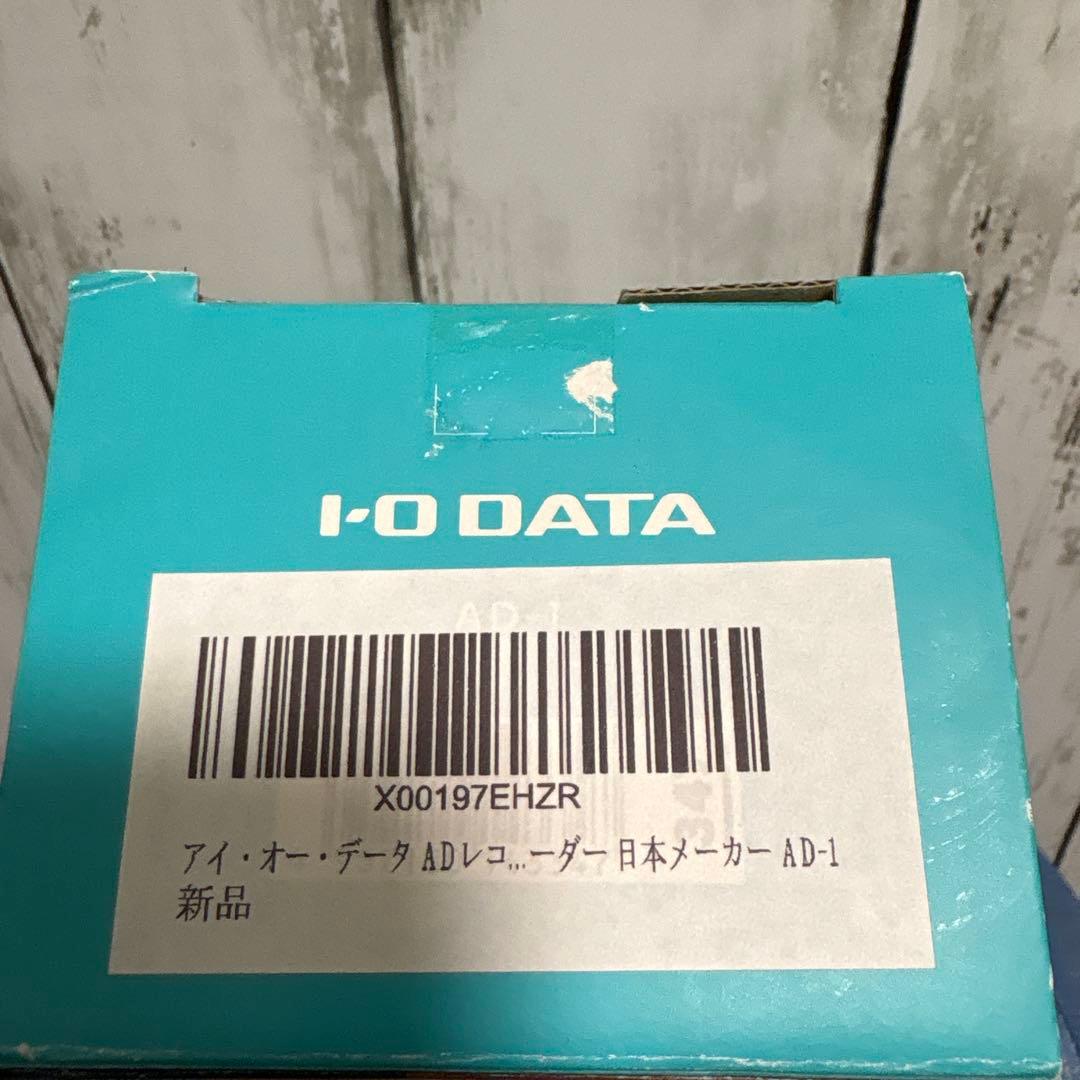 I-O DATA
AD-1
X00197EHZR
34
アイ・オー・データ ADレコ...ーダー 日本メーカー AD-1
新品